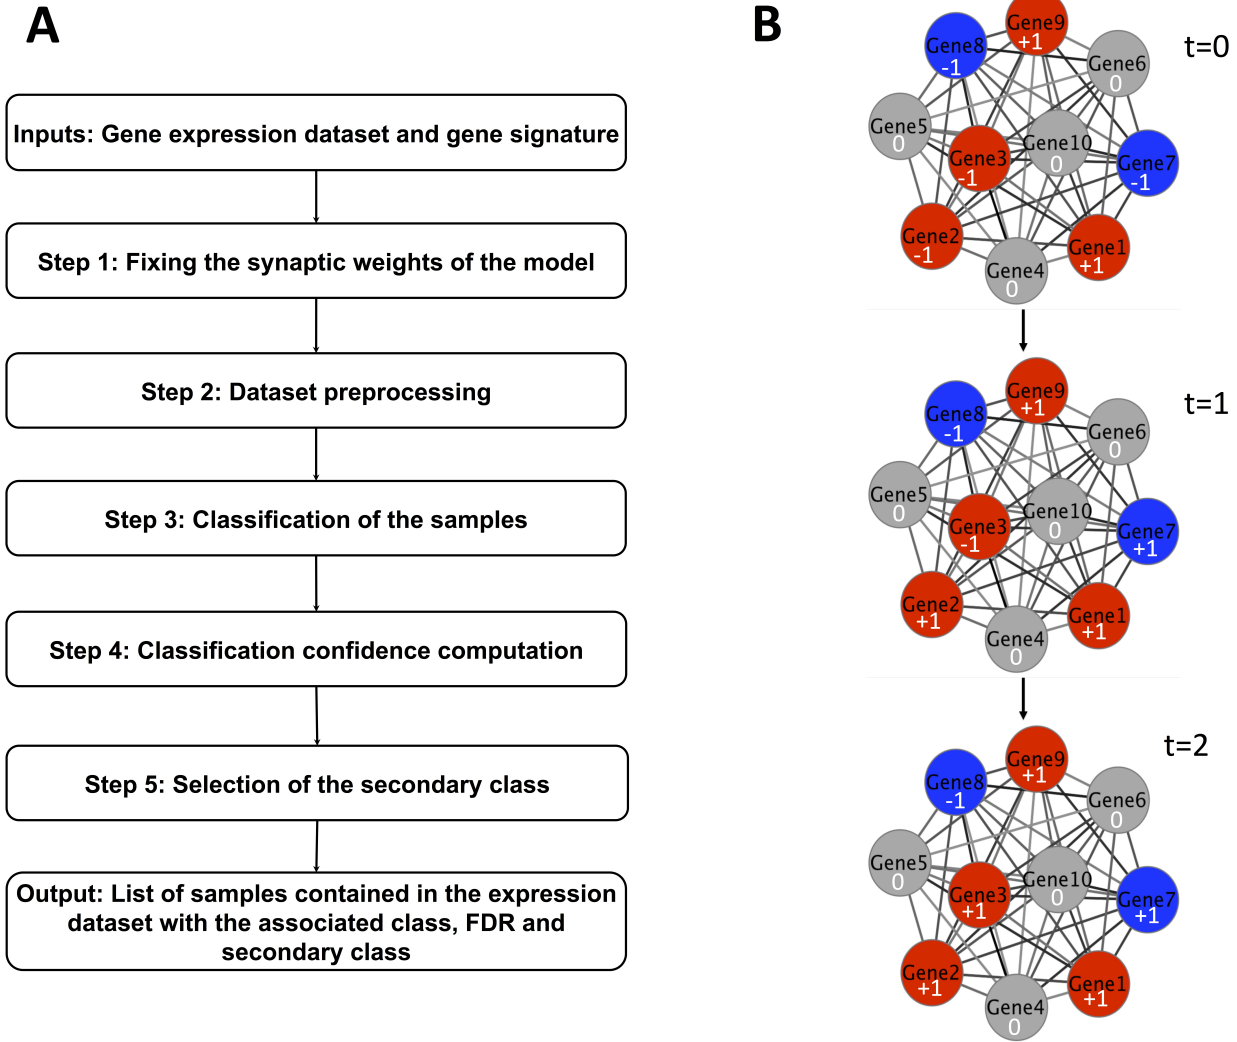 A
Inputs: Gene expression dataset and gene signature
Step 1: Fixing the synaptic weights of the model
Step 2: Dataset preprocessing
Step 3: Classification of the samples
Step 4: Classification confidence computation
Step 5: Selection of the secondary class
Output: List of samples contained in the expression
dataset with the associated class, FDR and
secondary class
B
t=0
Gene9
+1
Gene8
-1
Gene6
0
Gene5
0
Gene10
0
Gene3
-1
Gene7
-1
Gene2
-1
Gene1
+1
Gene4
0
t=1
Gene9
+1
Gene8
-1
Gene6
0
Gene5
0
Gene10
0
Gene3
-1
Gene7
+1
Gene2
+1
Gene1
+1
Gene4
0
t=2
Gene9
+1
Gene8
-1
Gene6
0
Gene5
0
Gene10
0
Gene3
+1
Gene7
+1
Gene2
+1
Gene1
+1
Gene4
0